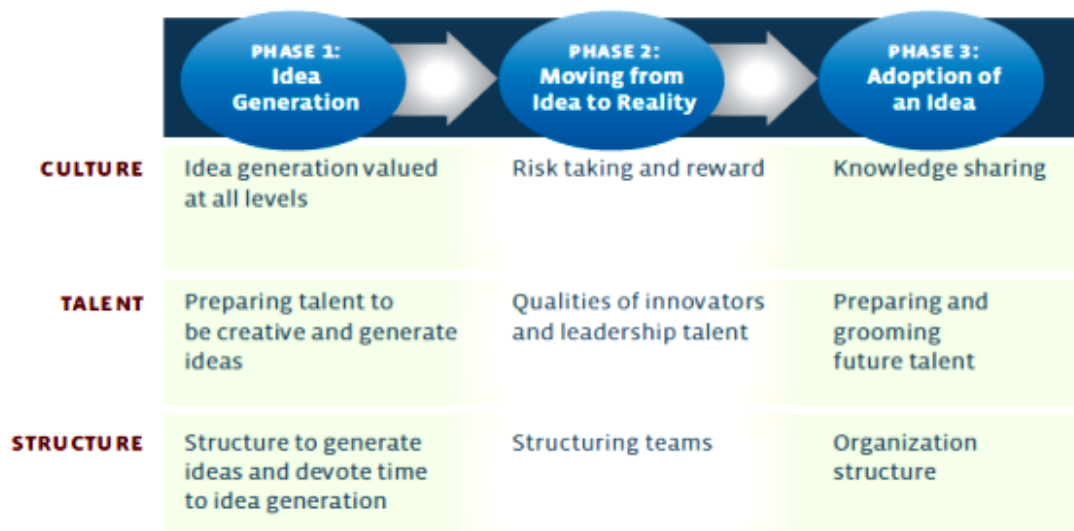 PHASE 1:
Idea
Generation
PHASE 2:
Moving from
Idea to Reality
PHASE 3:
Adoption of
an Idea
CULTURE
Idea generation valued
at all levels
Risk taking and reward
Knowledge sharing
TALENT
Preparing talent to
be creative and generate
ideas
Qualities of innovators
and leadership talent
Preparing and
grooming
future talent
STRUCTURE
Structure to generate
ideas and devote time
to idea generation
Structuring teams
Organization
structure